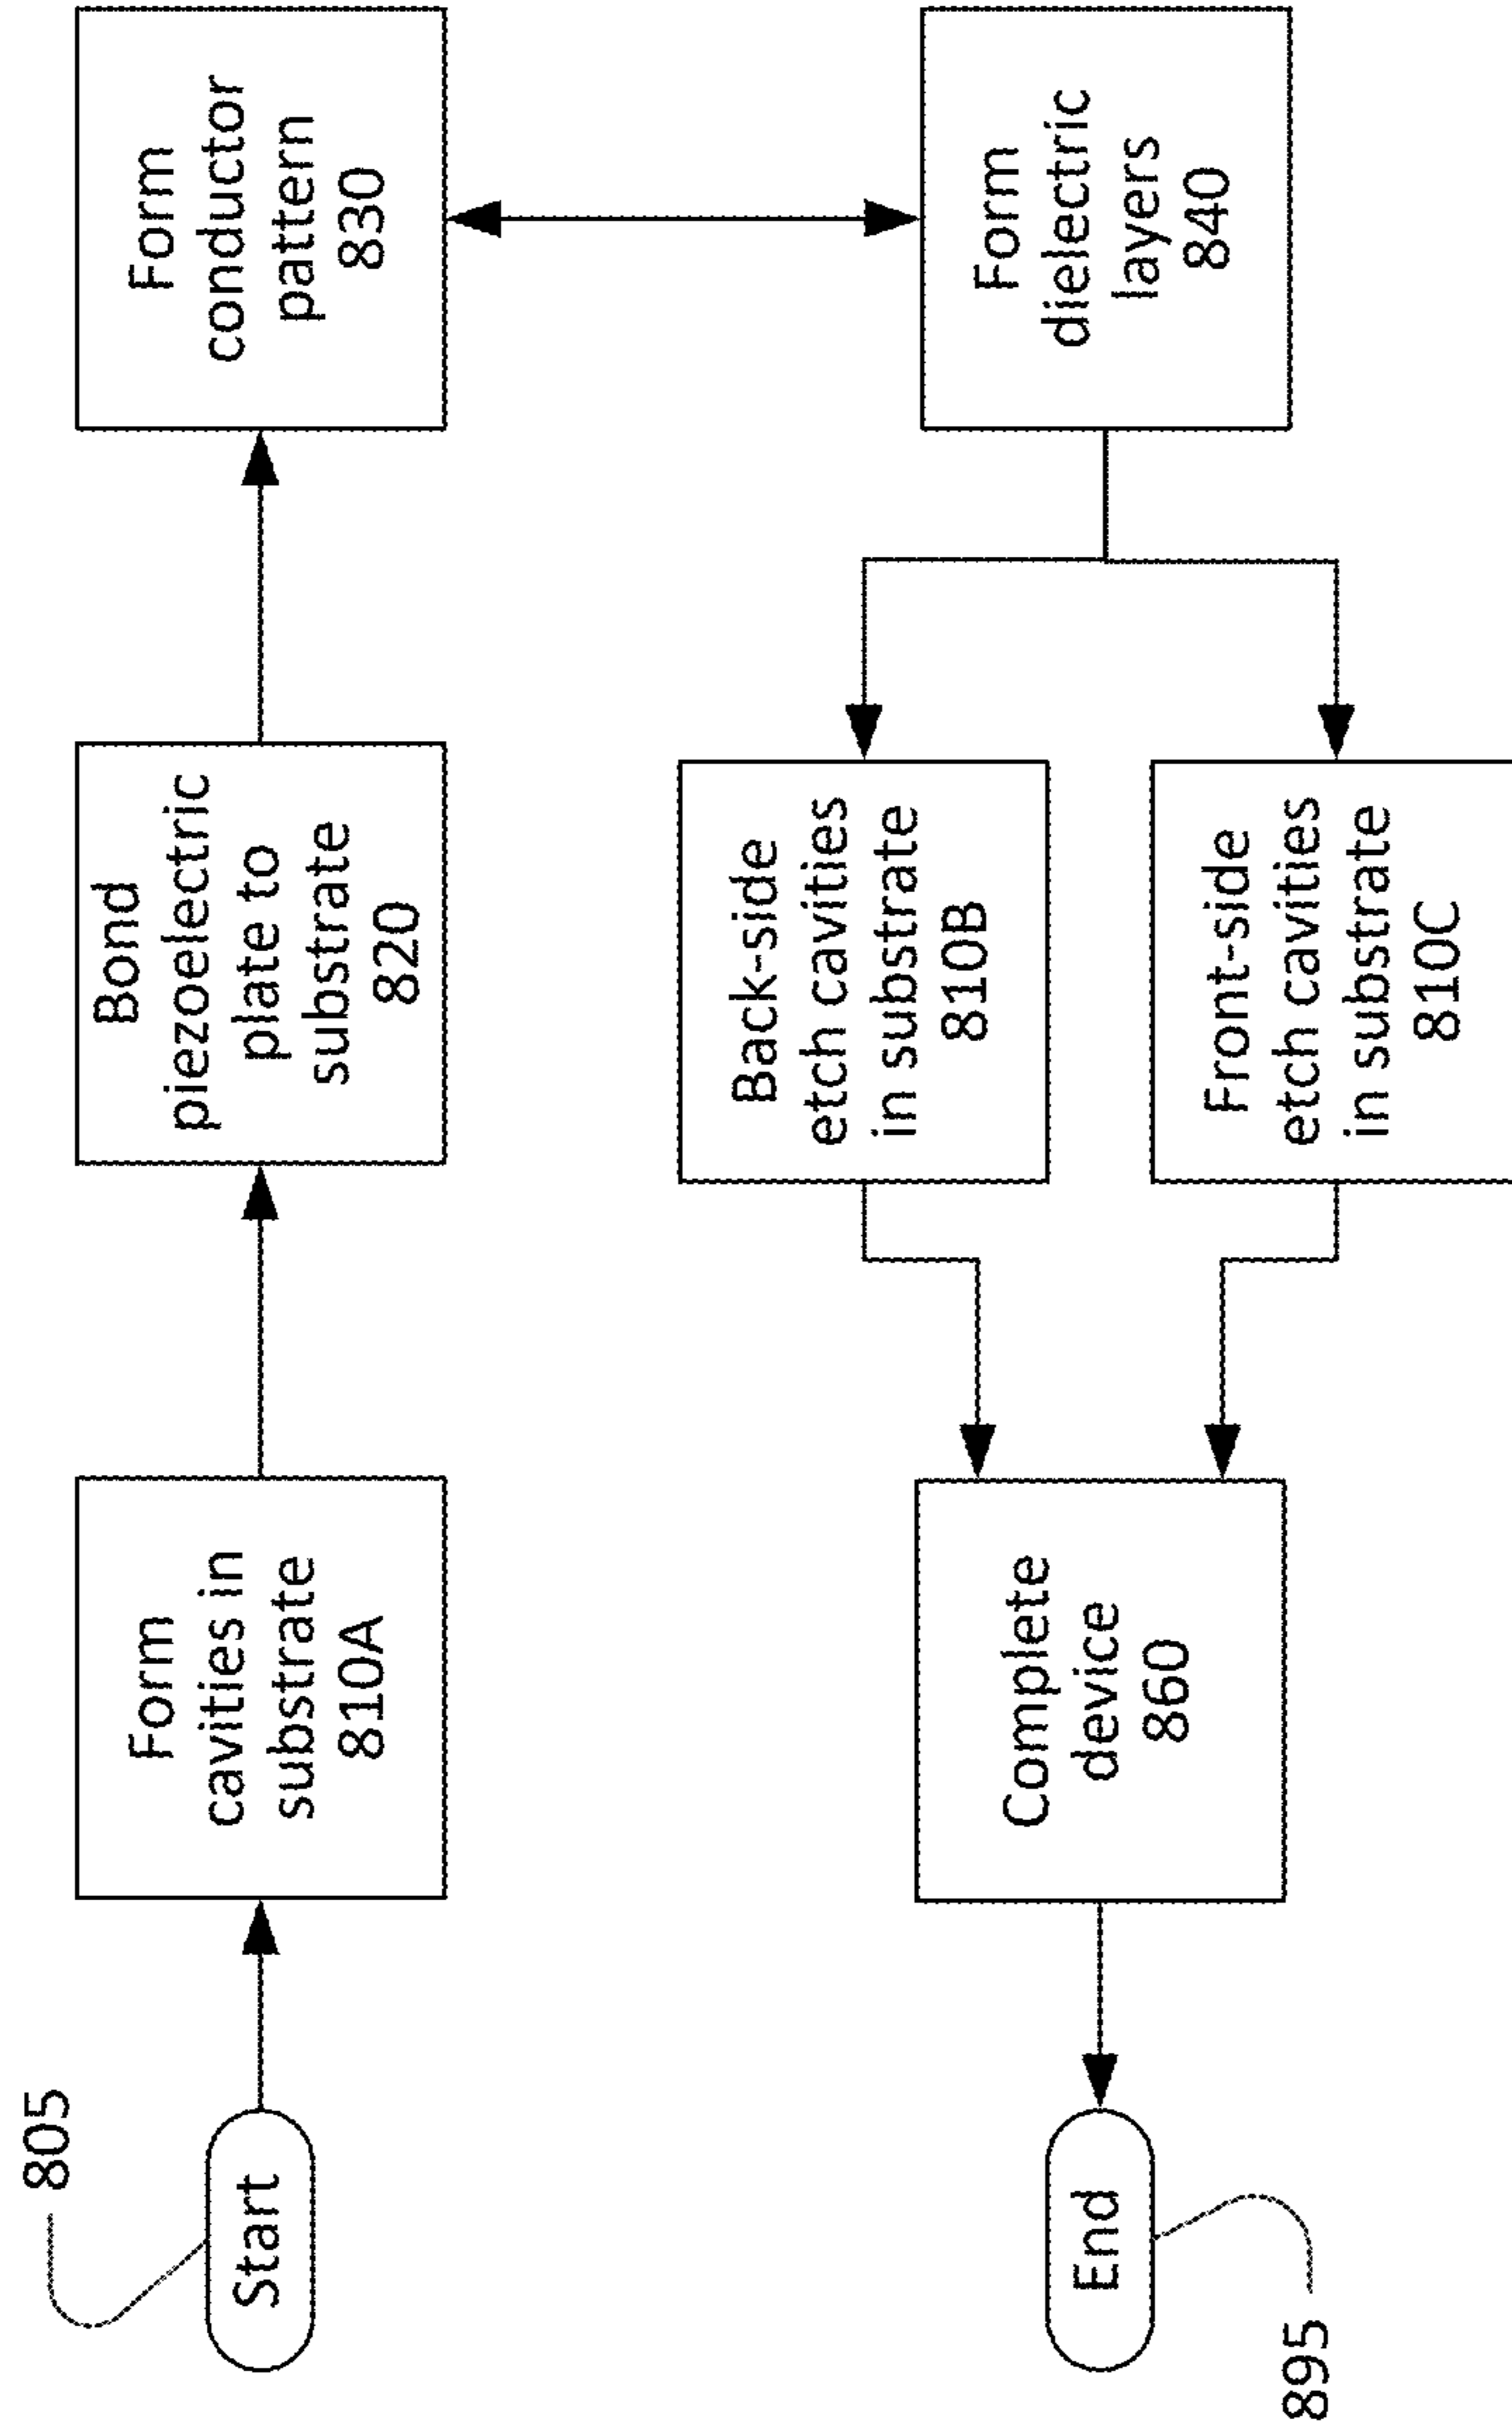 805
Start
Form
cavities in
substrate
810A
Bond
piezoelectric
plate to
substrate
820
Form
conductor
pattern
830
Form
dielectric
layers
840
Back-side
etch cavities
in substrate
810B
Front-side
etch cavities
in substrate
810C
Complete
device
860
End
895